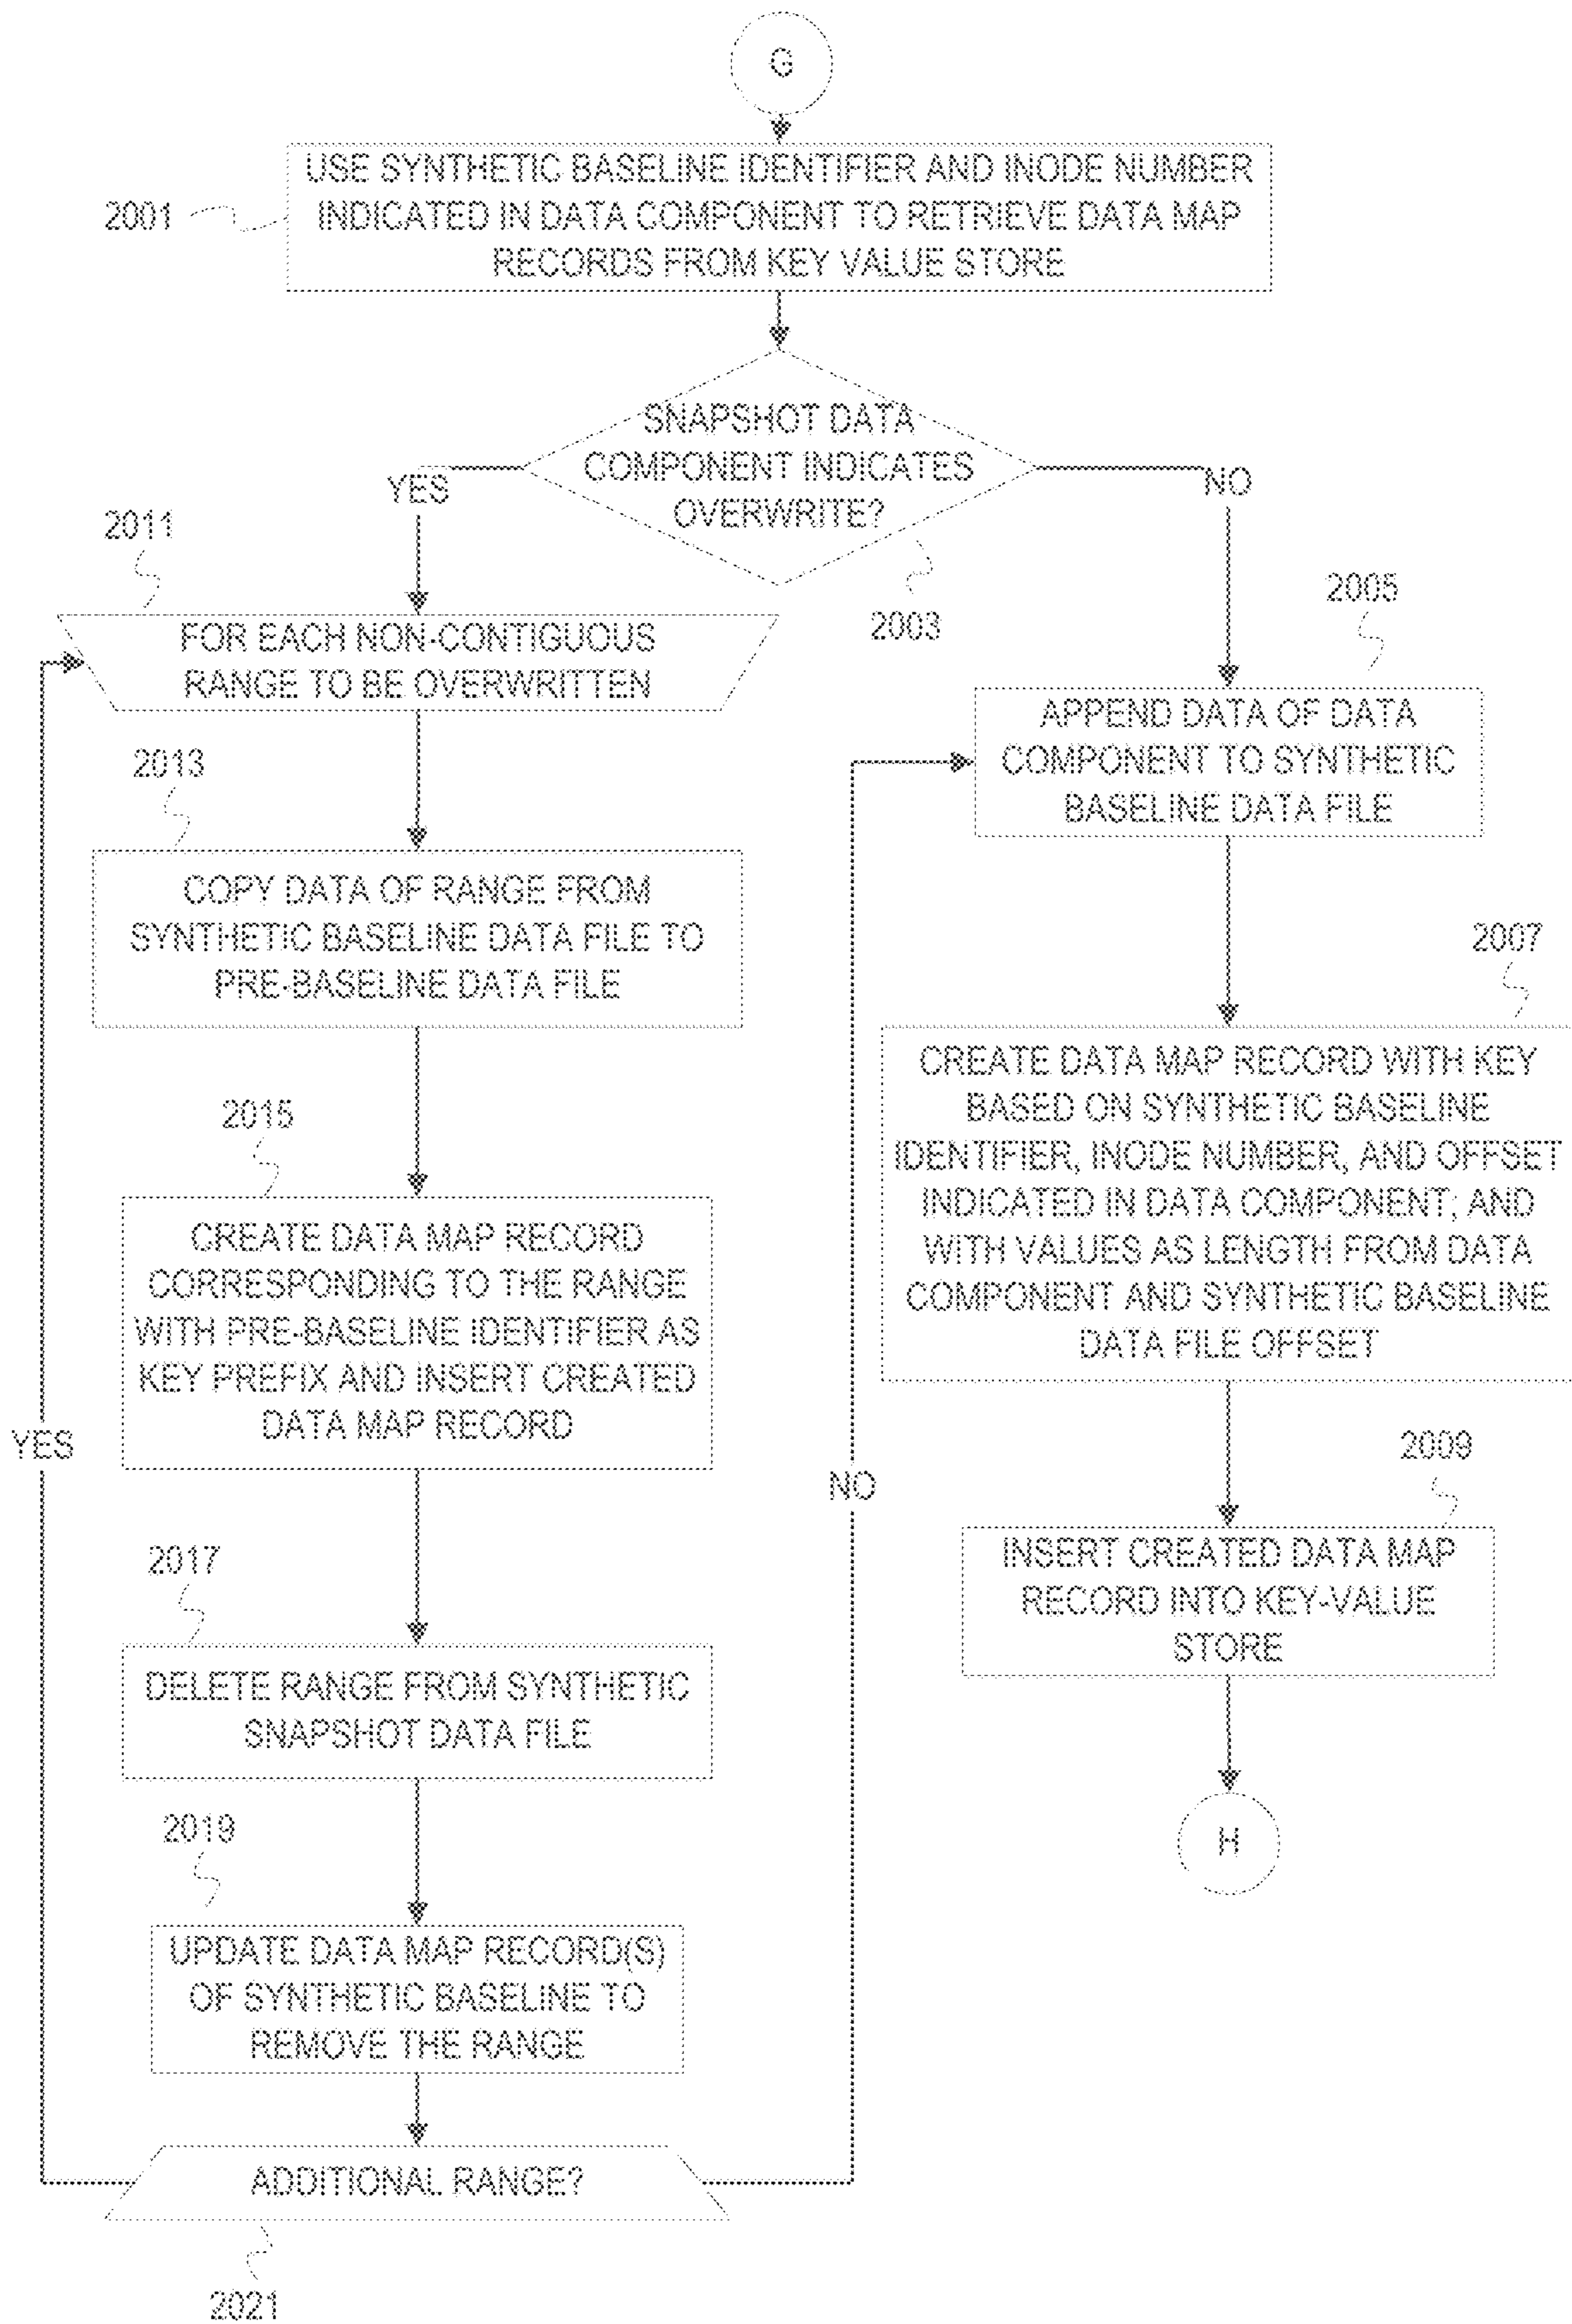 G
USE SYNTHETIC BASELINE IDENTIFIER AND INODE NUMBER
INDICATED IN DATA COMPONENT TO RETRIEVE DATA MAP
RECORDS FROM KEY VALUE STORE
2001
SNAPSHOT DATA
COMPONENT INDICATES
OVERWRITE?
YES
NO
2003
2011
FOR EACH NON-CONTIGUOUS
RANGE TO BE OVERWRITTEN
2013
COPY DATA OF RANGE FROM
SYNTHETIC BASELINE DATA FILE TO
PRE-BASELINE DATA FILE
2015
CREATE DATA MAP RECORD
CORRESPONDING TO THE RANGE
WITH PRE-BASELINE IDENTIFIER AS
KEY PREFIX AND INSERT CREATED
DATA MAP RECORD
YES
2017
DELETE RANGE FROM SYNTHETIC
SNAPSHOT DATA FILE
2019
UPDATE DATA MAP RECORD(S)
OF SYNTHETIC BASELINE TO
REMOVE THE RANGE
ADDITIONAL RANGE?
2021
NO
2005
APPEND DATA OF DATA
COMPONENT TO SYNTHETIC
BASELINE DATA FILE
2007
CREATE DATA MAP RECORD WITH KEY
BASED ON SYNTHETIC BASELINE
IDENTIFIER, INODE NUMBER, AND OFFSET
INDICATED IN DATA COMPONENT; AND
WITH VALUES AS LENGTH FROM DATA
COMPONENT AND SYNTHETIC BASELINE
DATA FILE OFFSET
2009
INSERT CREATED DATA MAP
RECORD INTO KEY-VALUE
STORE
H